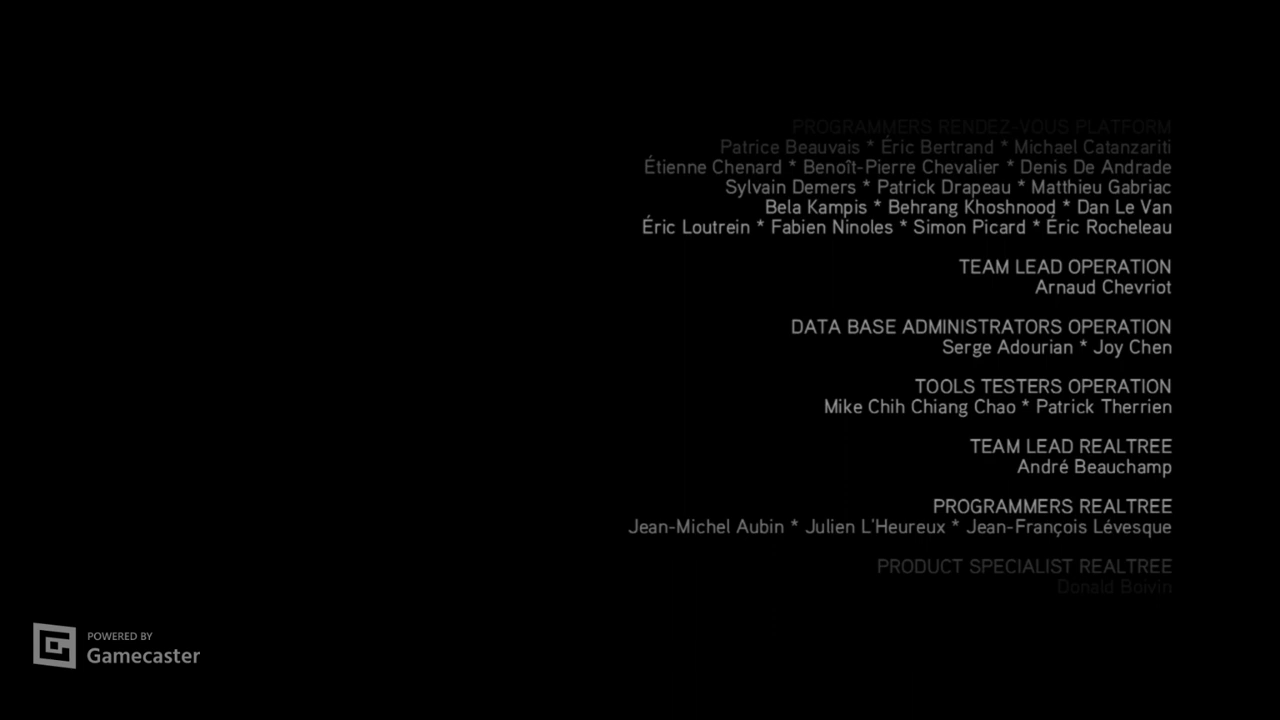 PROGRAMMERS RENDEZ-VOUS PLATFORM
Patrice Beauvais * Éric Bertrand * Michael Catanzariti
Étienne Chenard * Benoît-Pierre Chevalier * Denis De Andrade
Sylvain Demers * Patrick Drapeau * Matthieu Gabriac
Bela Kampis * Behrang Khoshnood * Dan Le Van
Éric Loutrein * Fabien Ninoles * Simon Picard * Éric Rocheleau
TEAM LEAD OPERATION
Arnaud Chevriot
DATA BASE ADMINISTRATORS OPERATION
Serge Adourian * Joy Chen
TOOLS TESTERS OPERATION
Mike Chih Chiang Chao * Patrick Therrien
TEAM LEAD REALTREE
André Beauchamp
PROGRAMMERS REALTREE
Jean-Michel Aubin * Julien L'Heureux * Jean-François Lévesque
PRODUCT SPECIALIST REALTREE
Donald Boivin
POWERED BY
Gamecaster